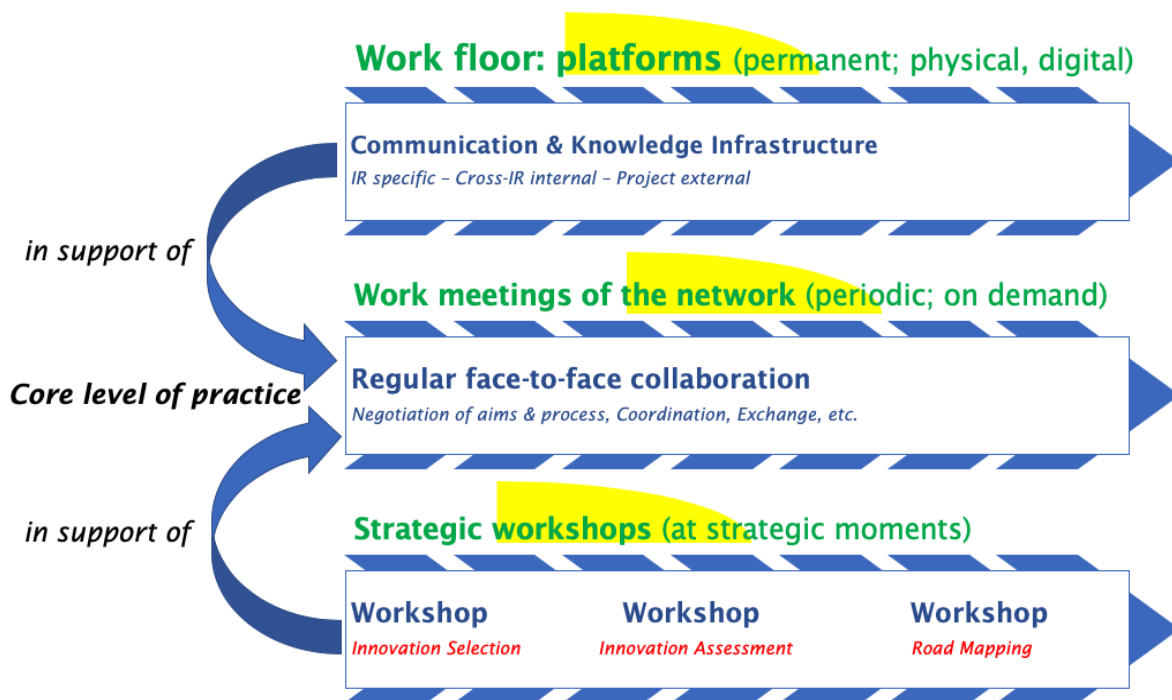 Work floor: platforms (permanent; physical, digital)
Communication & Knowledge Infrastructure
IR specific – Cross-IR internal – Project external
in support of
Work meetings of the network (periodic; on demand)
Core level of practice
Regular face-to-face collaboration
Negotiation of aims & process, Coordination, Exchange, etc.
in support of
Strategic workshops (at strategic moments)
Workshop Workshop Workshop
Innovation Selection Innovation Assessment Road Mapping